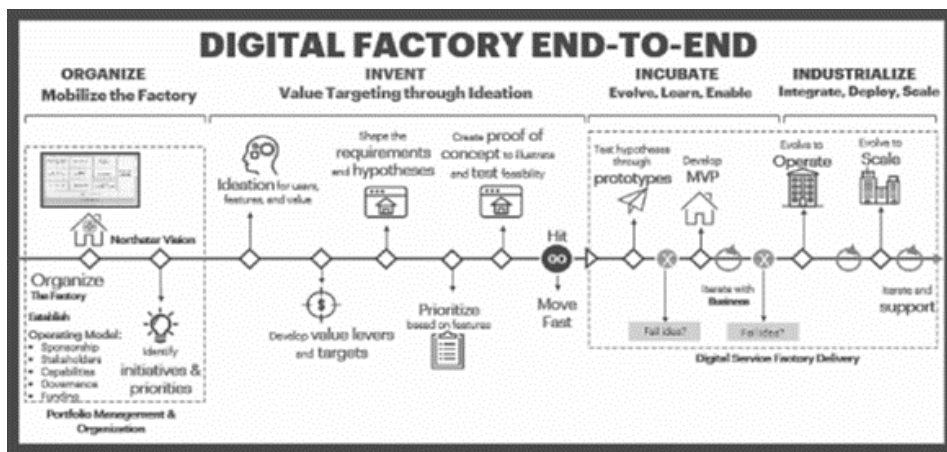 DIGITAL FACTORY END-TO-END
ORGANIZE
Mobilize the Factory
INVENT
Value Targeting through Ideation
INCUBATE
Evolve, Learn, Enable
INDUSTRIALIZE
Integrate, Deploy, Scale
Northstar Vision
Organize
The Factory
Establish
Operating Model:
• Sponsorship
• Stakeholders
• Capabilities
• Governance
• Funding
Identify
initiatives &
priorities
Portfolio Management &
Organization
Ideation for users,
features, and value
$
Develop value levers
and targets
Shape the
requirements
and hypotheses
Prioritize
based on features
Create proof of
concept to illustrate
and test feasibility
Hit
GO
Move
Fast
Test hypotheses
through
prototypes
X
Fail idea?
Develop
MVP
Iterate with
Business
X
Fail idea?
Evolve to
Operate
Evolve to
Scale
Iterate and
support
Digital Service Factory Delivery